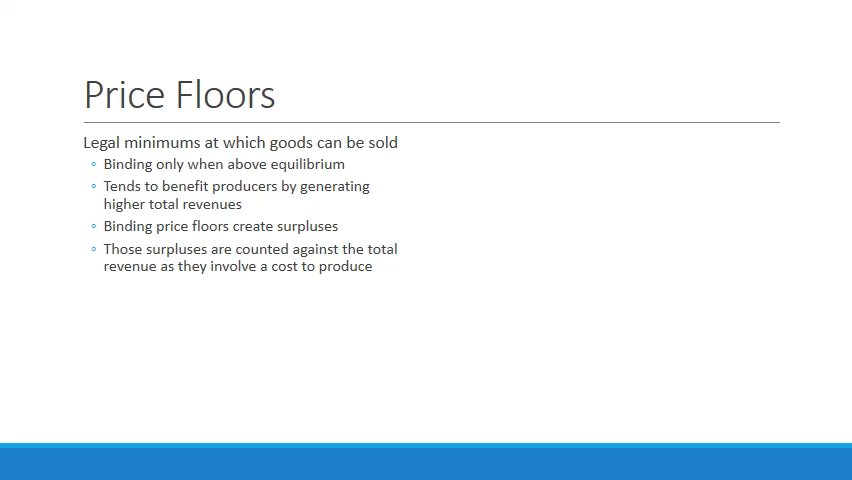 Price Floors
Legal minimums at which goods can be sold
◦ Binding only when above equilibrium
◦ Tends to benefit producers by generating
higher total revenues
◦ Binding price floors create surpluses
◦ Those surpluses are counted against the total
revenue as they involve a cost to produce